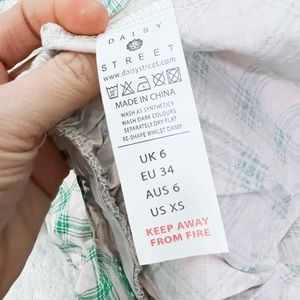 DAISY
STREET
www.daisystreet.com
MADE IN CHINA
WASH AS SYNTHETICS
WASH DARK COLOURS
SEPARATELY DRY FLAT
RE-SHAPE WHILST DAMP
UK 6
EU 34
AUS 6
US XS
KEEP AWAY
FROM FIRE